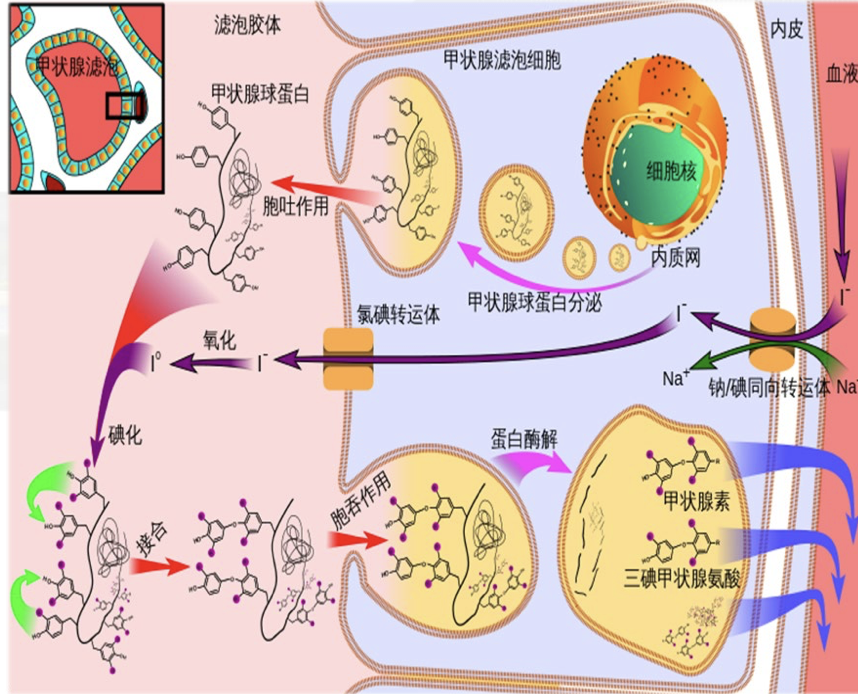 滤泡胶体
内皮
甲状腺滤泡细胞
甲状腺滤泡
血液
甲状腺球蛋白
细胞核
胞吐作用
内质网
甲状腺球蛋白分泌
I⁻
I⁻
氯碘转运体
氧化
I⁰
I⁻
Na⁺
钠/碘同向转运体
Na⁺
碘化
蛋白酶解
胞吞作用
接合
甲状腺素
三碘甲状腺氨酸